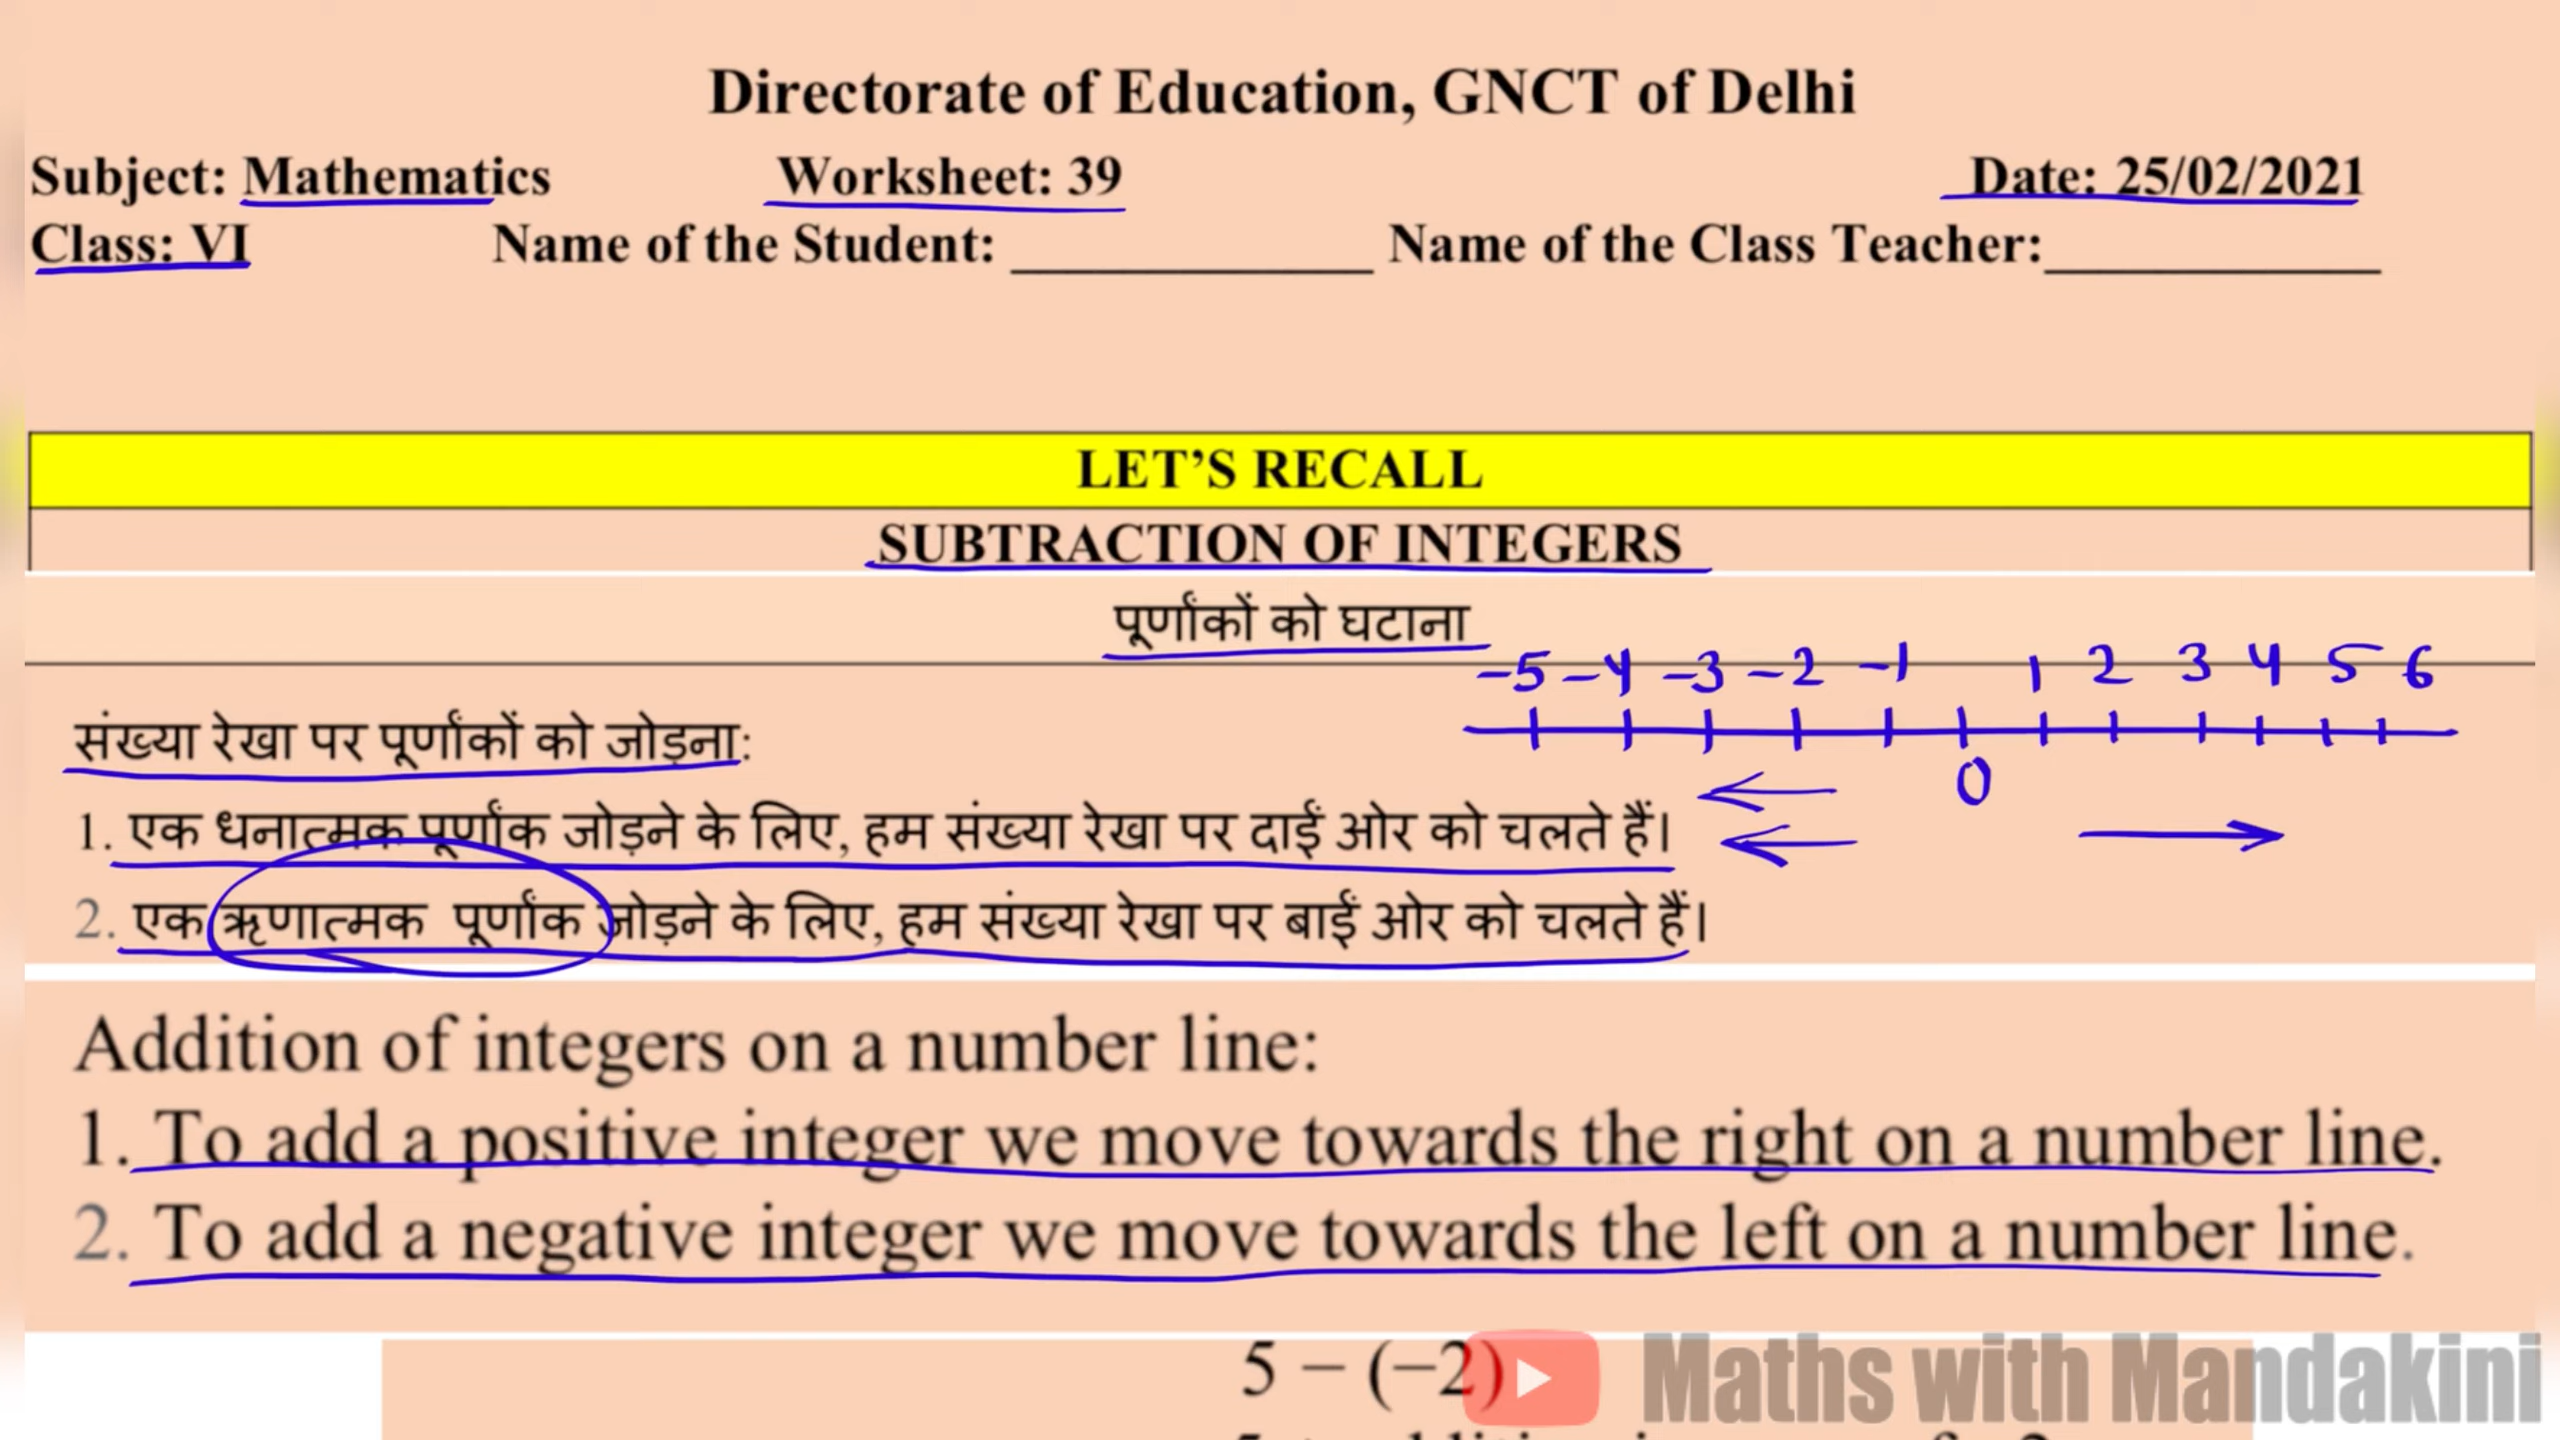 Directorate of Education, GNCT of Delhi
Subject: Mathematics Worksheet: 39 Date: 25/02/2021
Class: VI Name of the Student: ____________ Name of the Class Teacher:___________
LET'S RECALL
SUBTRACTION OF INTEGERS
पूर्णांकों को घटाना
-5 -4 -3 -2 -1 1 2 3 4 5 6
0
संख्या रेखा पर पूर्णांकों को जोड़ना:
1. एक धनात्मक पूर्णांक जोड़ने के लिए, हम संख्या रेखा पर दाईं ओर को चलते हैं।
2. एक ऋणात्मक पूर्णांक जोड़ने के लिए, हम संख्या रेखा पर बाईं ओर को चलते हैं।
Addition of integers on a number line:
1. To add a positive integer we move towards the right on a number line.
2. To add a negative integer we move towards the left on a number line.
5 − (−2)
Maths with Mandakini